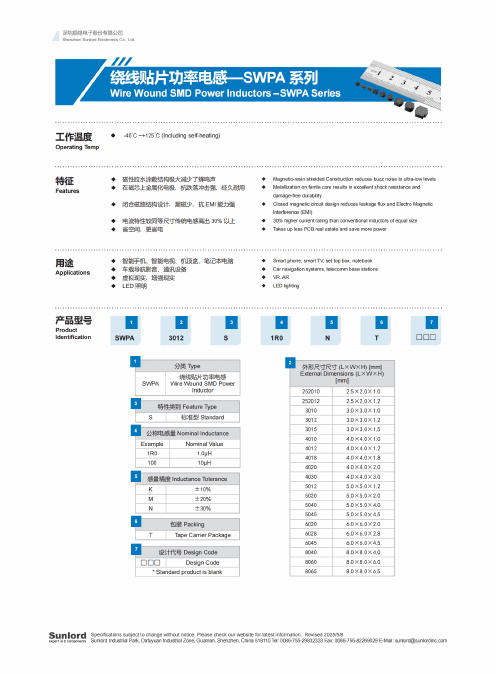 深圳顺络电子股份有限公司
Shenzhen Sunlord Electronics Co., Ltd.
绕线贴片功率电感—SWPA 系列
Wire Wound SMD Power Inductors – SWPA Series
工作温度
Operating Temp
◆ -40℃ ~+125℃ (Including self-heating)
特征
Features
◆ 磁性胶水涂敷结构极大减少了蜂鸣声
◆ 在磁芯上金属化电极，抗跌落冲击强，经久耐用
◆ 闭合磁路结构设计，漏磁少，抗 EMI 能力强
◆ 电流特性较同等尺寸传统电感高出 30% 以上
◆ 省空间，更省电
◆ Magnetic-resin shielded Construction reduces buzz noise to ultra-low levels
◆ Metallization on ferrite core results in excellent shock resistance and
damage-free durability
◆ Closed magnetic circuit design reduces leakage flux and Electro Magnetic
Interference (EMI)
◆ 30% higher current rating than conventional inductors of equal size
◆ Takes up less PCB real estate and save more power
用途
Applications
◆ 智能手机，智能电视，机顶盒，笔记本电脑
◆ 车载导航影音，通讯设备
◆ 虚拟现实，增强现实
◆ LED 照明
◆ Smart phone, smart TV, set top box, notebook
◆ Car navigation systems, telecomm base stations
◆ VR, AR
◆ LED lighting
产品型号
Product
Identification
1 2 3 4 5 6 7
SWPA 3012 S 1R0 N T □□□
1
分类 Type
SWPA 绕线贴片功率电感
Wire Wound SMD Power
Inductor
3
特性类别 Feature Type
S 标准型 Standard
4
公称电感量 Nominal Inductance
Example Nominal Value
1R0 1.0μH
100 10μH
5
感量精度 Inductance Tolerance
K ±10%
M ±20%
N ±30%
6
包装 Packing
T Tape Carrier Package
7
设计代号 Design Code
□□□ Design Code
* Standard product is blank
2
外形尺寸尺寸 (L×W×H) [mm]
External Dimensions (L×W×H)
[mm]
252010 2.5×2.0×1.0
252012 2.5×2.0×1.2
3010 3.0×3.0×1.0
3012 3.0×3.0×1.2
3015 3.0×3.0×1.5
4010 4.0×4.0×1.0
4012 4.0×4.0×1.2
4018 4.0×4.0×1.8
4020 4.0×4.0×2.0
4030 4.0×4.0×3.0
5012 5.0×5.0×1.2
5020 5.0×5.0×2.0
5040 5.0×5.0×4.0
5045 5.0×5.0×4.5
6020 6.0×6.0×2.0
6028 6.0×6.0×2.8
6045 6.0×6.0×4.5
8040 8.0×8.0×4.0
8060 8.0×8.0×6.0
8065 8.0×8.0×6.5
Sunlord
Specifications subject to change without notice. Please check our website for latest information. Revised 2025/5/8
Sunlord Industrial Park, Dafuyuan Industrial Zone, Guanlan, Shenzhen, China 518110 Tel: 0086-755-29832333 Fax: 0086-755-82269029 E-Mail: sunlord@sunlordinc.com